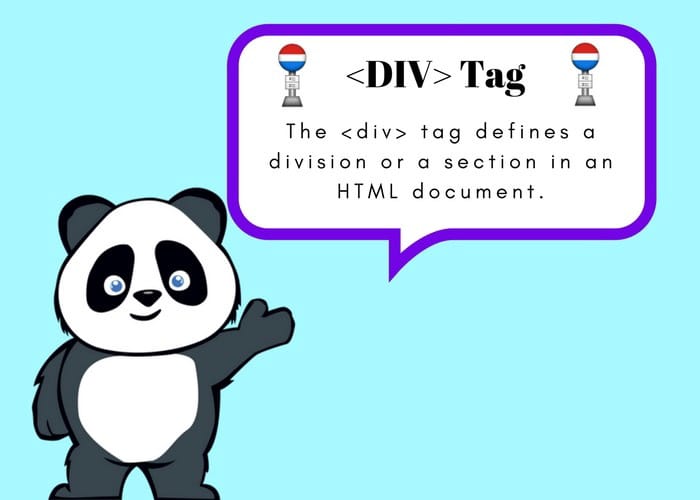 <DIV> Tag
The <div> tag defines a
division or a section in an
HTML document.